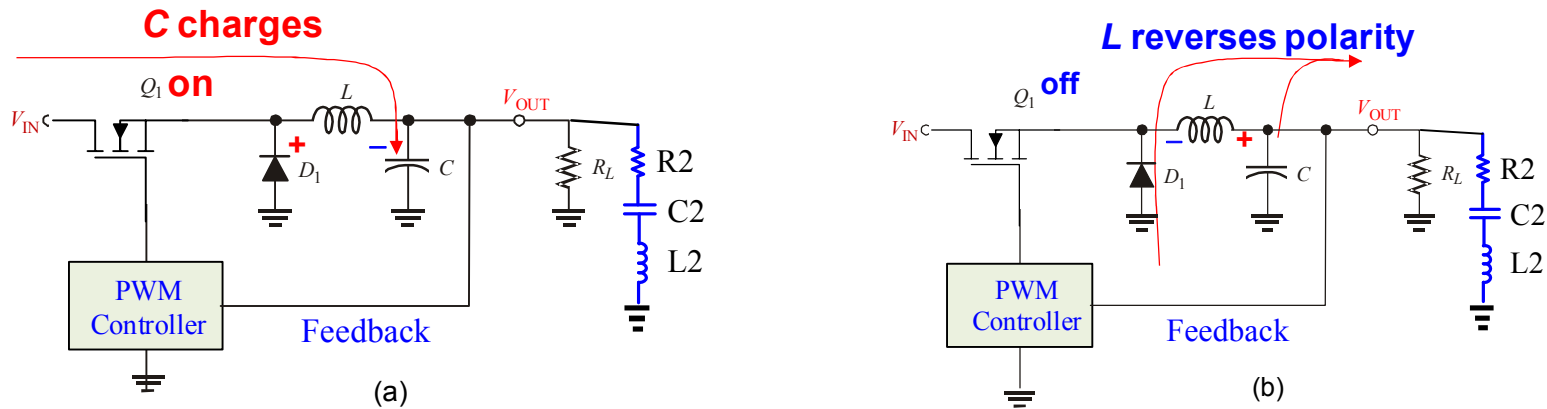 C charges
Q1 on
L
VIN
VOUT
+
–
D1
C
RL
R2
C2
L2
PWM
Controller
Feedback
(a)
L reverses polarity
Q1 off
L
VIN
VOUT
–
+
D1
C
RL
R2
C2
L2
PWM
Controller
Feedback
(b)